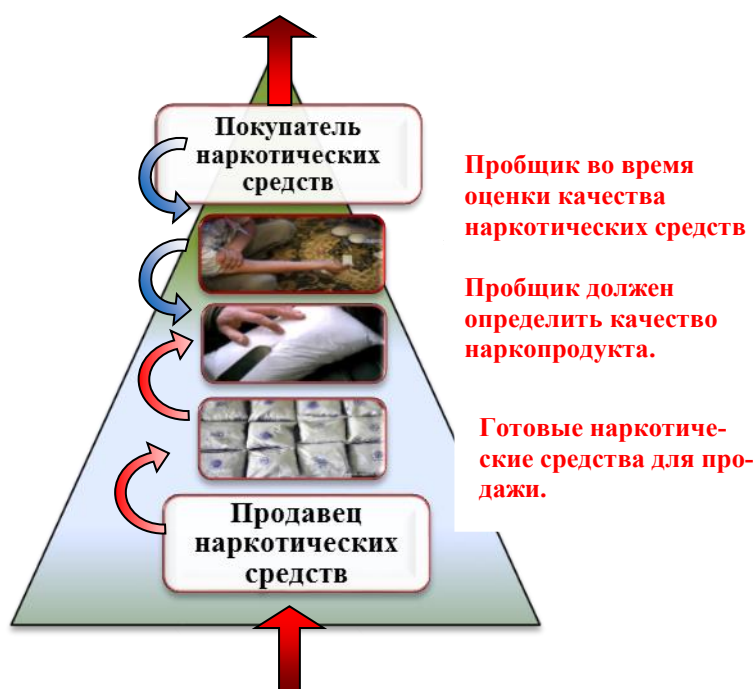 Покупатель
наркотических
средств
Пробщик во время
оценки качества
наркотических средств
Пробщик должен
определить качество
наркопродукта.
Готовые наркотиче-
ские средства для про-
дажи.
Продавец
наркотических
средств